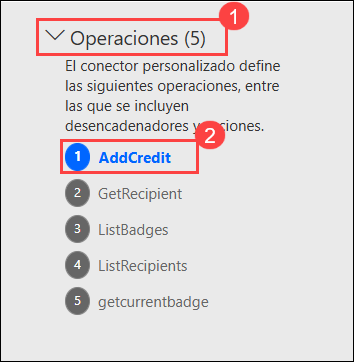 1
Operaciones (5)
El conector personalizado define
las siguientes operaciones, entre
las que se incluyen
desencadenadores y
2
1 AddCredit
2 GetRecipient
3 ListBadges
4 ListRecipients
5 getcurrentbadge